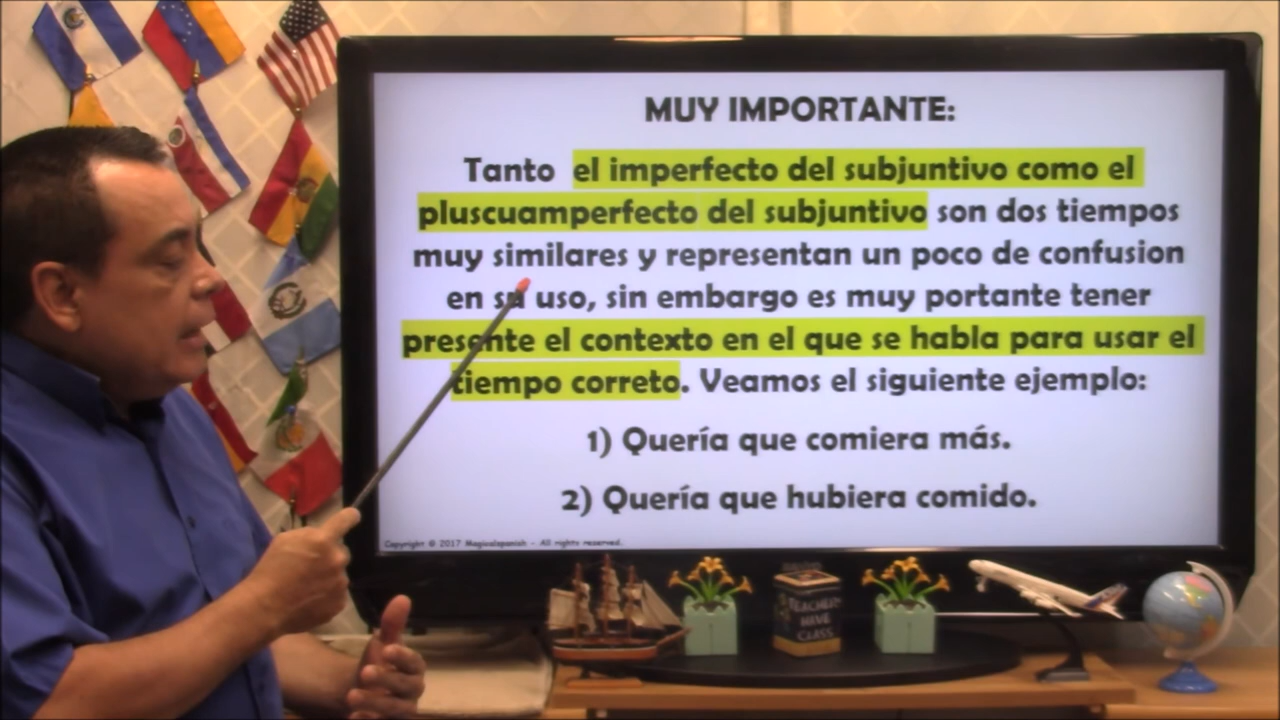 MUY IMPORTANTE:
Tanto el imperfecto del subjuntivo como el
pluscuamperfecto del subjuntivo son dos tiempos
muy similares y representan un poco de confusion
en su uso, sin embargo es muy portante tener
presente el contexto en el que se habla para usar el
tiempo correto. Veamos el siguiente ejemplo:
1) Quería que comiera más.
2) Quería que hubiera comido.
Copyright © 2017 Magicalspanish - All rights reserved.
TEACHERS
HAVE
CLASS